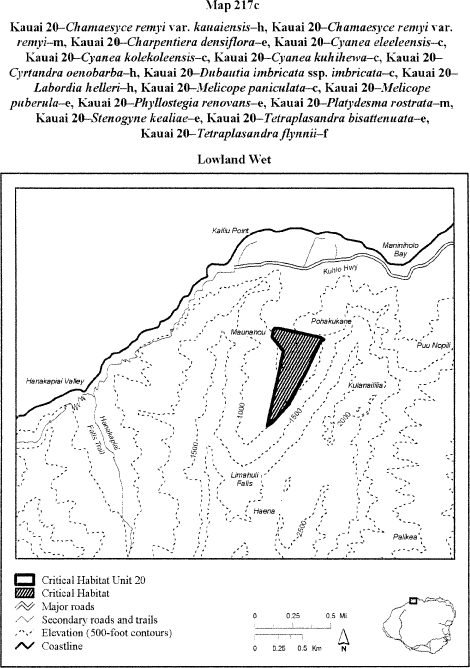 Map 217c
Kauai 20–Chamaesyce remyi var. kauaiensis–h, Kauai 20–Chamaesyce remyi var.
remyi–m, Kauai 20–Charpentiera densiflora–e, Kauai 20–Cyanea eleeleensis–c,
Kauai 20–Cyanea kolekoleensis–c, Kauai 20–Cyanea kuhihewa–c, Kauai 20–
Cyrtandra oenobarba–h, Kauai 20–Dubautia imbricata ssp. imbricata–c, Kauai 20–
Labordia helleri–h, Kauai 20–Melicope paniculata–c, Kauai 20–Melicope
puberula–e, Kauai 20–Phyllostegia renovans–e, Kauai 20–Platydesma rostrata–m,
Kauai 20–Stenogyne kealiae–e, Kauai 20–Tetraplasandra bisattenuata–e,
Kauai 20–Tetraplasandra flynnii–f
Lowland Wet
Kailiu Point
Maniniholo
Bay
Kuhio Hwy
Maunahou
Pohakukane
Puu Nopili
Hanakapiai Valley
Kulanaililia
1000
1500
2000
Hanakapiai
Falls Trail
1500
Limahuli
Falls
Haena
2500
Palikea
Critical Habitat Unit 20
Critical Habitat
Major roads
Secondary roads and trails
Elevation (500-foot contours)
Coastline
0 0.25 0.5 Mi
0 0.25 0.5 Km
N